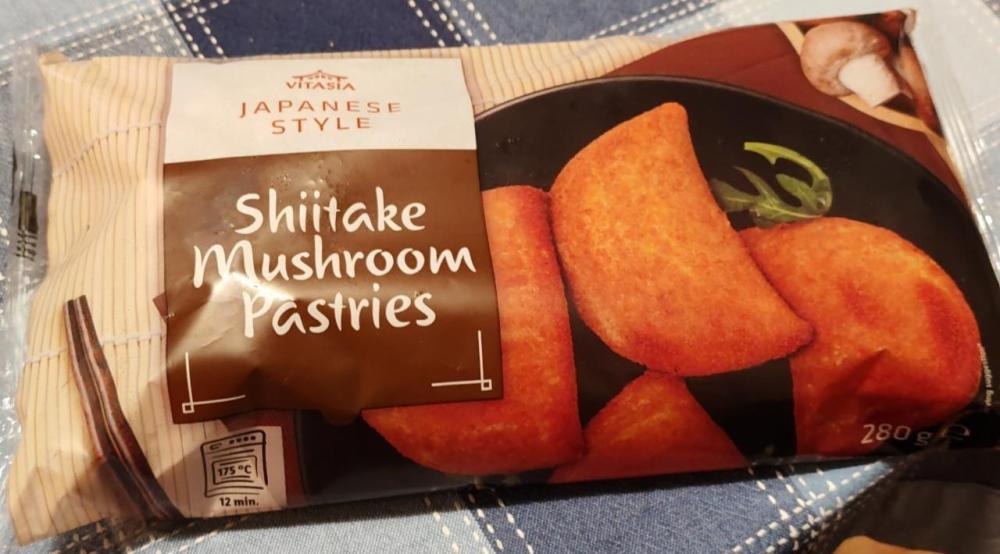 VITASIA
JAPANESE
STYLE
Shiitake
Mushroom
Pastries
175 °C
12 min.
280 g e